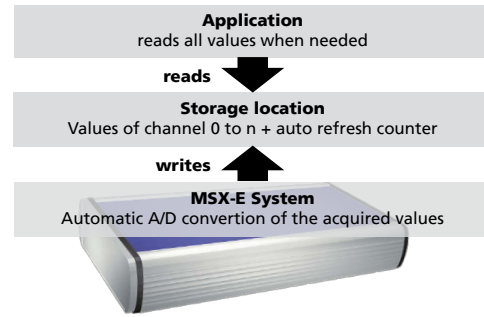 Application
reads all values when needed
reads
Storage location
Values of channel 0 to n + auto refresh counter
writes
MSX-E System
Automatic A/D convertion of the acquired values